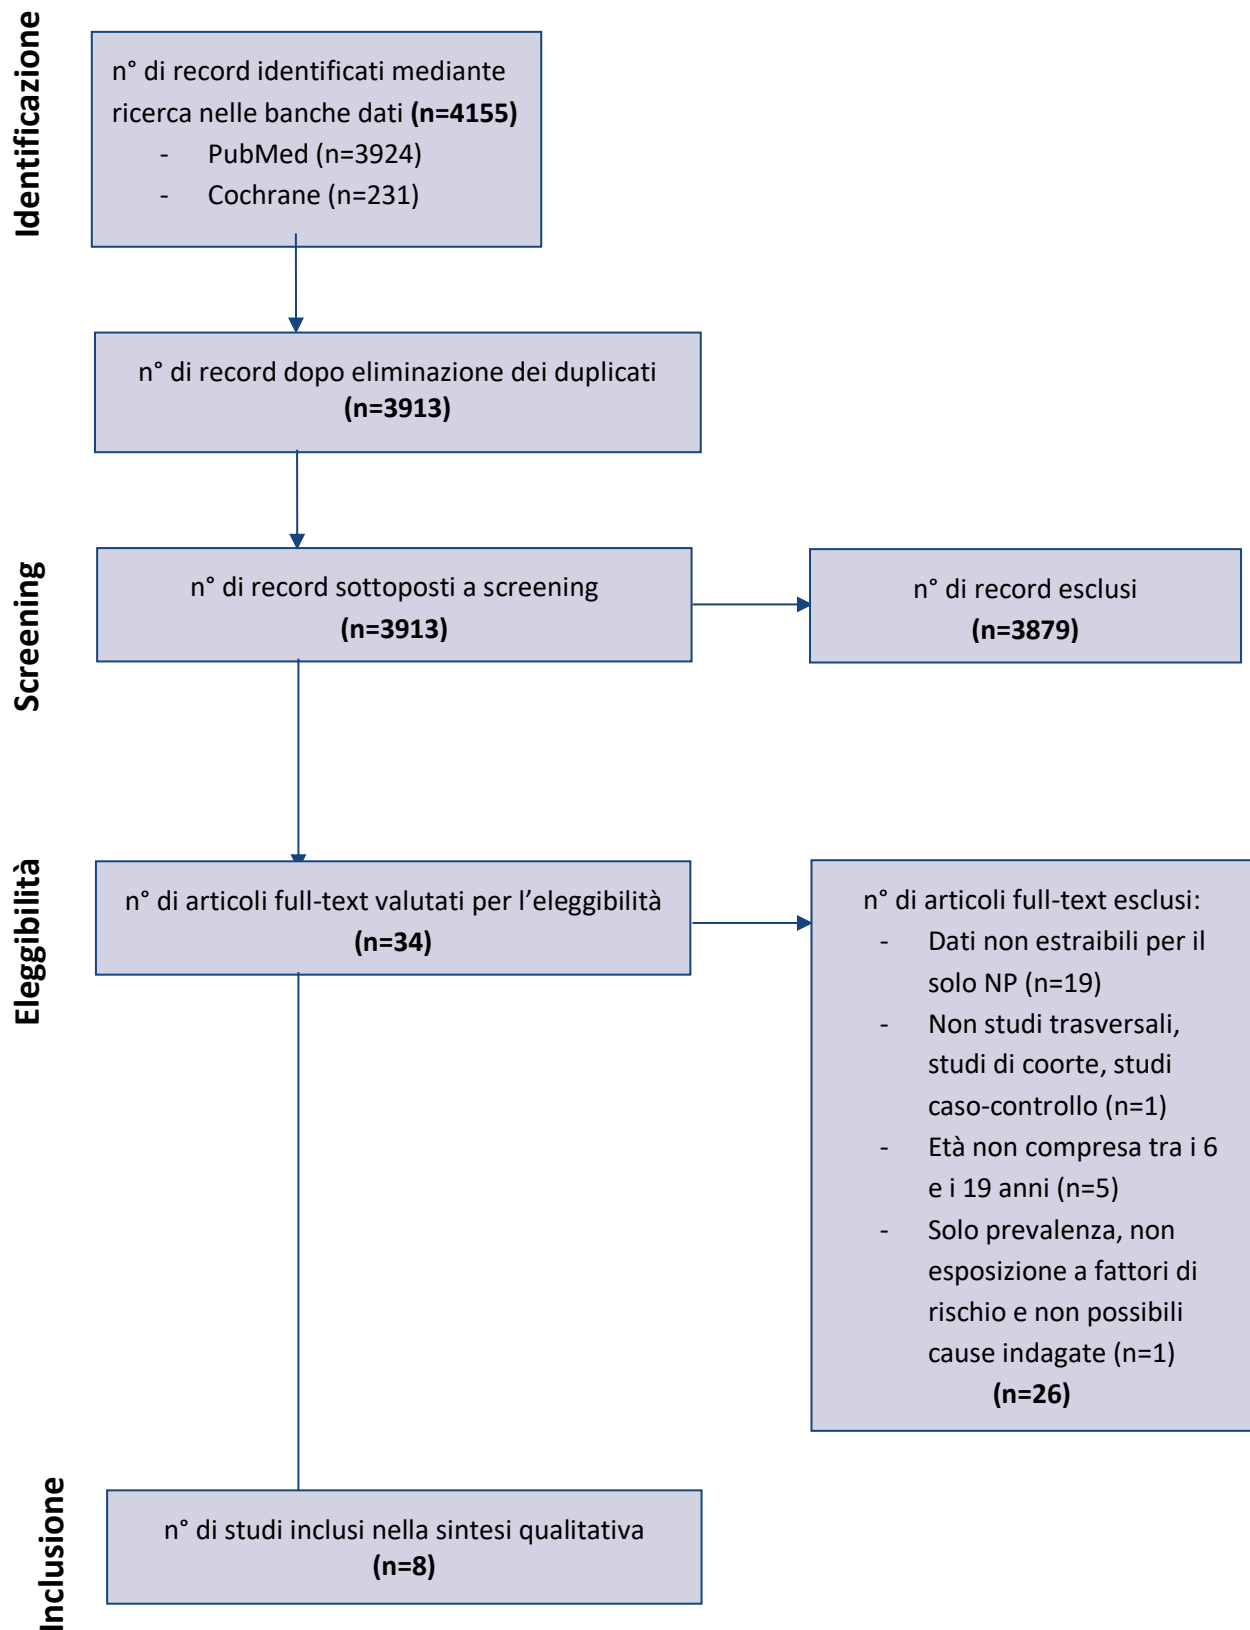 Identificazione
n° di record identificati mediante
ricerca nelle banche dati (n=4155)
- PubMed (n=3924)
- Cochrane (n=231)
n° di record dopo eliminazione dei duplicati
(n=3913)
Screening
n° di record sottoposti a screening
(n=3913)
n° di record esclusi
(n=3879)
Eleggibilità
n° di articoli full-text valutati per l’eleggibilità
(n=34)
n° di articoli full-text esclusi:
- Dati non estraibili per il
solo NP (n=19)
- Non studi trasversali,
studi di coorte, studi
caso-controllo (n=1)
- Età non compresa tra i 6
e i 19 anni (n=5)
- Solo prevalenza, non
esposizione a fattori di
rischio e non possibili
cause indagate (n=1)
(n=26)
Inclusione
n° di studi inclusi nella sintesi qualitativa
(n=8)